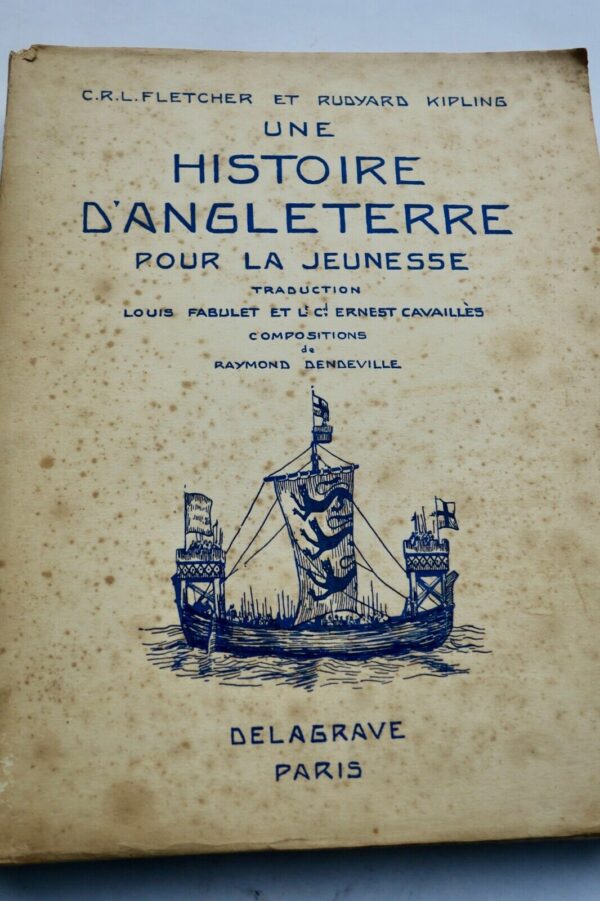 C.R.L. FLETCHER ET RUDYARD KIPLING
UNE
HISTOIRE
D'ANGLETERRE
POUR LA JEUNESSE
TRADUCTION
LOUIS FABULET ET Lt Cl ERNEST CAVAILLÈS
COMPOSITIONS
de
RAYMOND DENDEVILLE
DELAGRAVE
PARIS